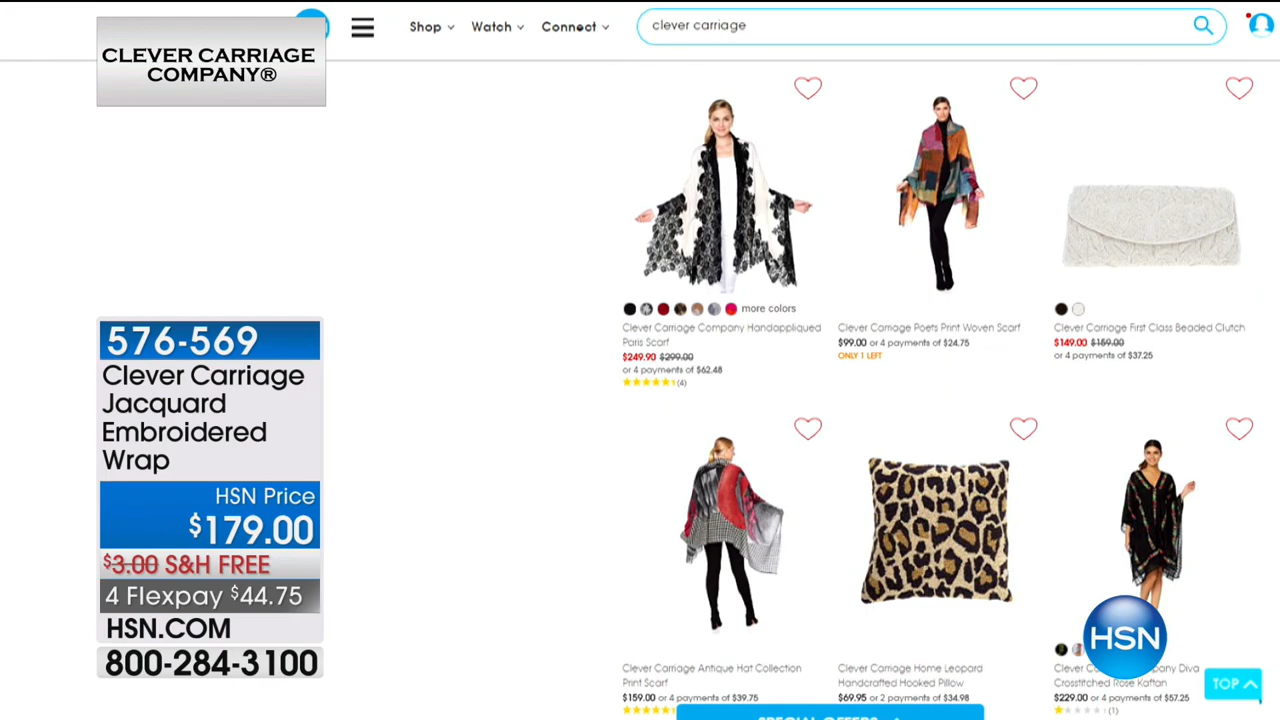 CLEVER CARRIAGE
COMPANY®
Shop Watch Connect
clever carriage
more colors
Clever Carriage Company Handappliqued
Paris Scarf
$249.90 $299.00
or 4 payments of $62.48
(4)
Clever Carriage Poets Print Woven Scarf
$99.00 or 4 payments of $24.75
ONLY 1 LEFT
Clever Carriage First Class Beaded Clutch
$149.00 $159.00
or 4 payments of $37.25
576-569
Clever Carriage
Jacquard
Embroidered
Wrap
HSN Price
$179.00
$3.00 S&H FREE
4 Flexpay $44.75
HSN.COM
800-284-3100
Clever Carriage Antique Hat Collection
Print Scarf
$159.00 or 4 payments of $39.75
Clever Carriage Home Leopard
Handcrafted Hooked Pillow
$69.95 or 2 payments of $34.98
HSN
Diva
Crosstitched Rose Kaftan
$229.00 or 4 payments of $57.25
(1)
TOP
SPECIAL OFFERS